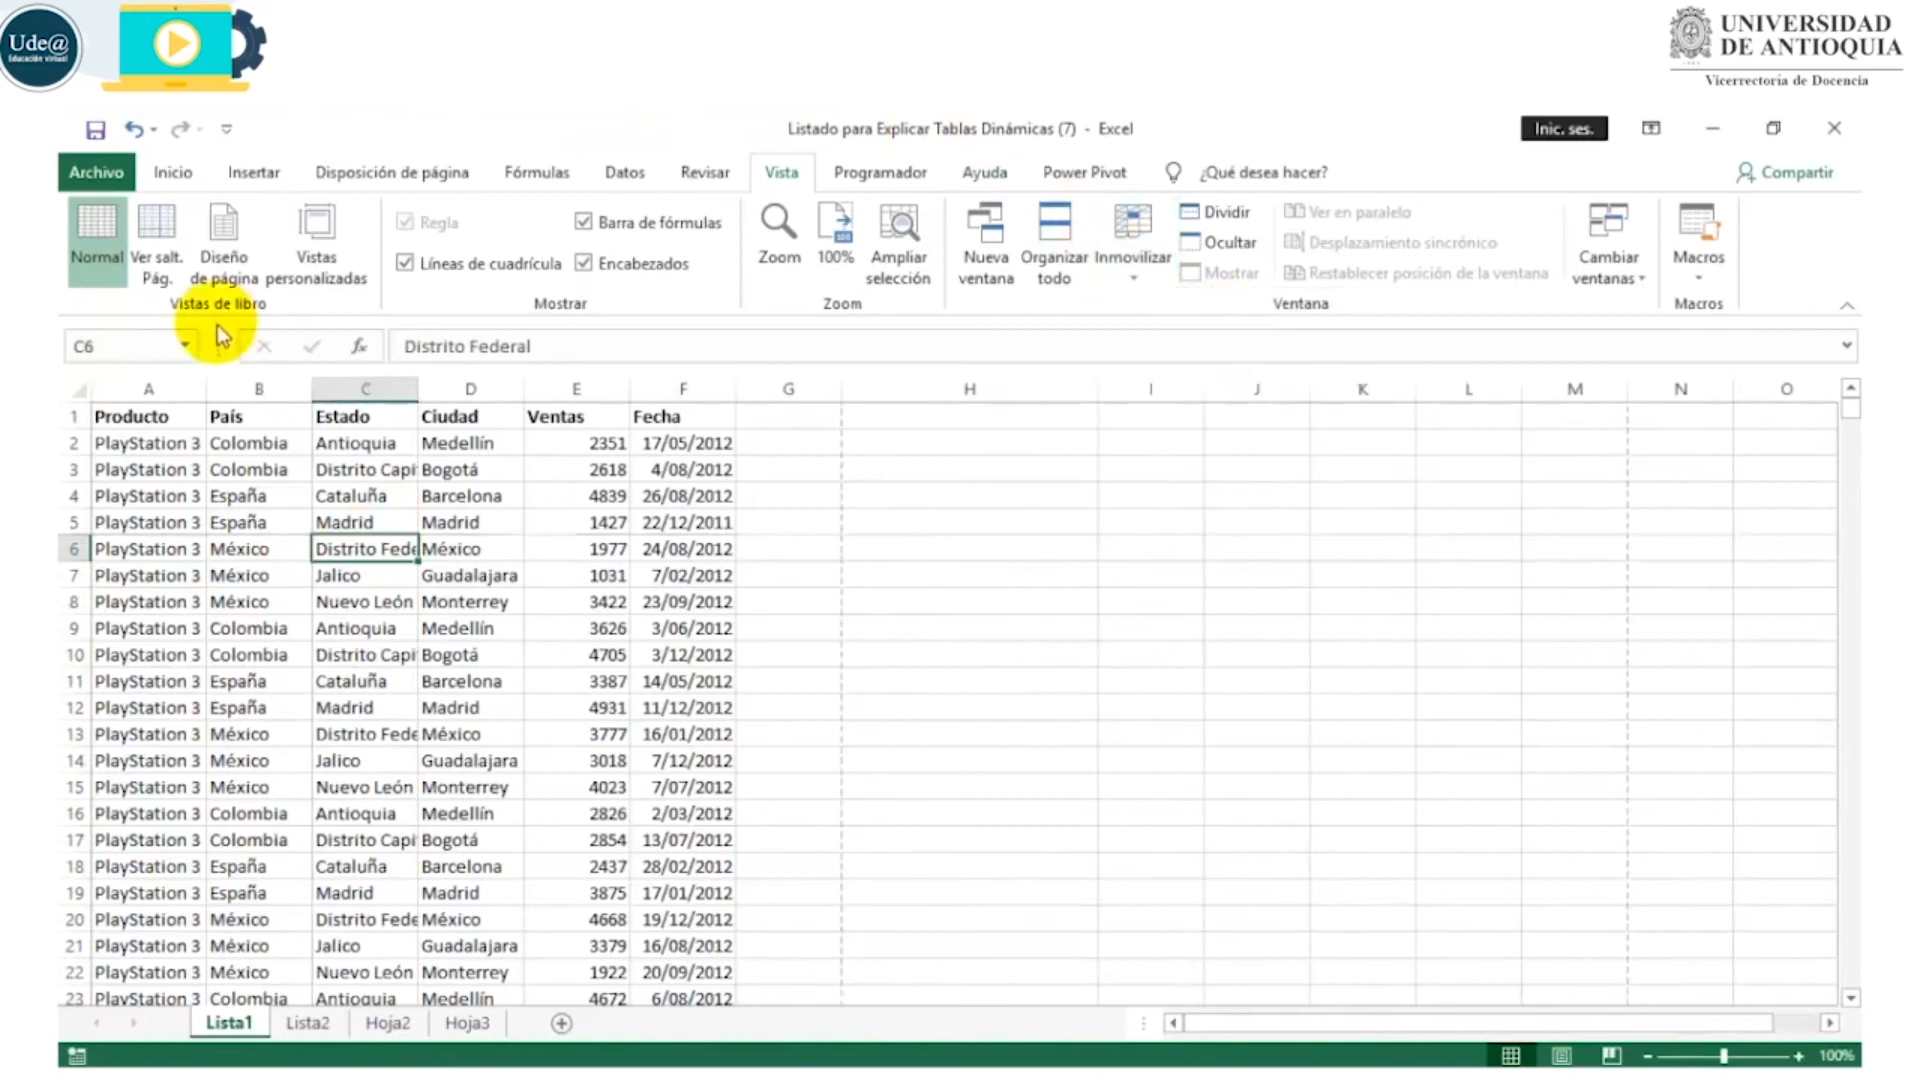 Ude@
Educación virtual
UNIVERSIDAD
DE ANTIOQUIA
Vicerrectoría de Docencia
Listado para Explicar Tablas Dinámicas (7) - Excel
Inic. ses.
Archivo Inicio Insertar Disposición de página Fórmulas Datos Revisar Vista Programador Ayuda Power Pivot ¿Qué desea hacer? Compartir
Normal
Ver salt. Pág.
Diseño de página
Vistas personalizadas
Vistas de libro
Regla
Barra de fórmulas
Líneas de cuadrícula
Encabezados
Mostrar
Zoom
100%
Ampliar selección
Zoom
Nueva ventana
Organizar todo
Inmovilizar
Dividir
Ocultar
Mostrar
Ver en paralelo
Desplazamiento sincrónico
Restablecer posición de la ventana
Cambiar ventanas
Ventana
Macros
Macros
C6 fx Distrito Federal
A B C D E F G H I J K L M N O
1 Producto País Estado Ciudad Ventas Fecha
2 PlayStation 3 Colombia Antioquia Medellín 2351 17/05/2012
3 PlayStation 3 Colombia Distrito Capi Bogotá 2618 4/08/2012
4 PlayStation 3 España Cataluña Barcelona 4839 26/08/2012
5 PlayStation 3 España Madrid Madrid 1427 22/12/2011
6 PlayStation 3 México Distrito Fede México 1977 24/08/2012
7 PlayStation 3 México Jalico Guadalajara 1031 7/02/2012
8 PlayStation 3 México Nuevo León Monterrey 3422 23/09/2012
9 PlayStation 3 Colombia Antioquia Medellín 3626 3/06/2012
10 PlayStation 3 Colombia Distrito Capi Bogotá 4705 3/12/2012
11 PlayStation 3 España Cataluña Barcelona 3387 14/05/2012
12 PlayStation 3 España Madrid Madrid 4931 11/12/2012
13 PlayStation 3 México Distrito Fede México 3777 16/01/2012
14 PlayStation 3 México Jalico Guadalajara 3018 7/12/2012
15 PlayStation 3 México Nuevo León Monterrey 4023 7/07/2012
16 PlayStation 3 Colombia Antioquia Medellín 2826 2/03/2012
17 PlayStation 3 Colombia Distrito Capi Bogotá 2854 13/07/2012
18 PlayStation 3 España Cataluña Barcelona 2437 28/02/2012
19 PlayStation 3 España Madrid Madrid 3875 17/01/2012
20 PlayStation 3 México Distrito Fede México 4668 19/12/2012
21 PlayStation 3 México Jalico Guadalajara 3379 16/08/2012
22 PlayStation 3 México Nuevo León Monterrey 1922 20/09/2012
23 PlayStation 3 Colombia Antioquia Medellín 4672 6/08/2012
Lista1 Lista2 Hoja2 Hoja3
100%